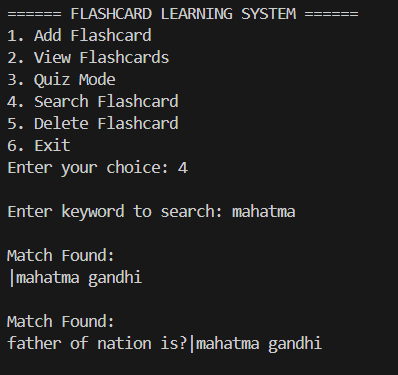 ====== FLASHCARD LEARNING SYSTEM ======
1. Add Flashcard
2. View Flashcards
3. Quiz Mode
4. Search Flashcard
5. Delete Flashcard
6. Exit
Enter your choice: 4
Enter keyword to search: mahatma
Match Found:
|mahatma gandhi
Match Found:
father of nation is?|mahatma gandhi